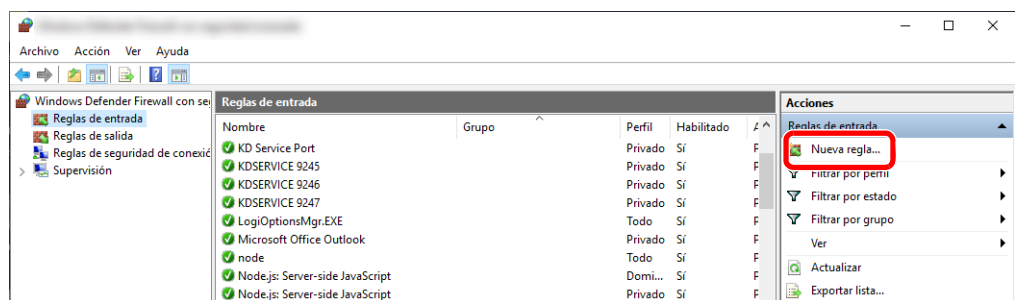 Archivo Acción Ver Ayuda
Windows Defender Firewall con se
Reglas de entrada
Reglas de salida
Reglas de seguridad de conexió
Supervisión
Reglas de entrada
Nombre Grupo Perfil Habilitado
KD Service Port Privado Sí
KDSERVICE 9245 Privado Sí
KDSERVICE 9246 Privado Sí
KDSERVICE 9247 Privado Sí
LogiOptionsMgr.EXE Todo Sí
Microsoft Office Outlook Privado Sí
node Todo Sí
Node.js: Server-side JavaScript Domi... Sí
Node.js: Server-side JavaScript Privado Sí
Acciones
Reglas de entrada
Nueva regla...
Filtrar por perfil
Filtrar por estado
Filtrar por grupo
Ver
Actualizar
Exportar lista...